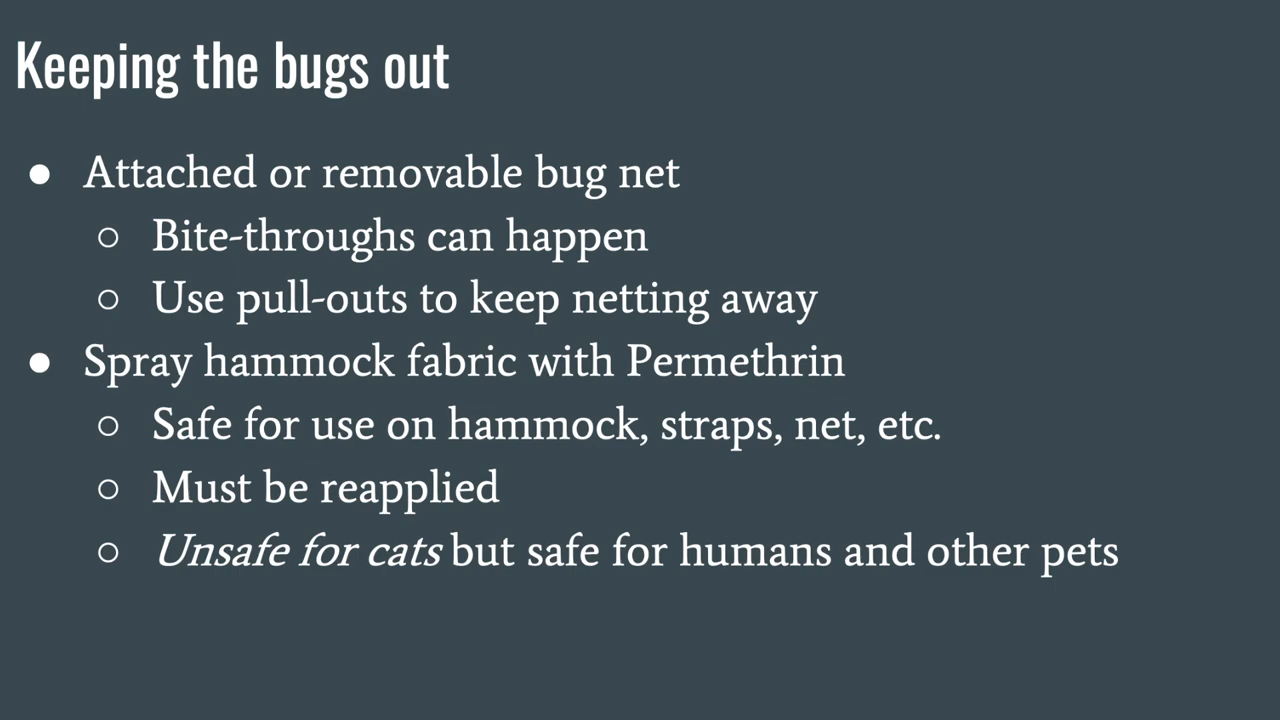 Keeping the bugs out
● Attached or removable bug net
○ Bite-throughs can happen
○ Use pull-outs to keep netting away
● Spray hammock fabric with Permethrin
○ Safe for use on hammock, straps, net, etc.
○ Must be reapplied
○ Unsafe for cats but safe for humans and other pets